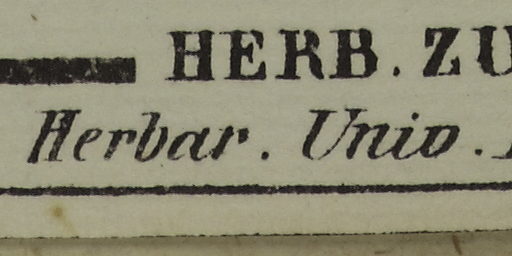 HERB. ZU
Herbar. Univ.